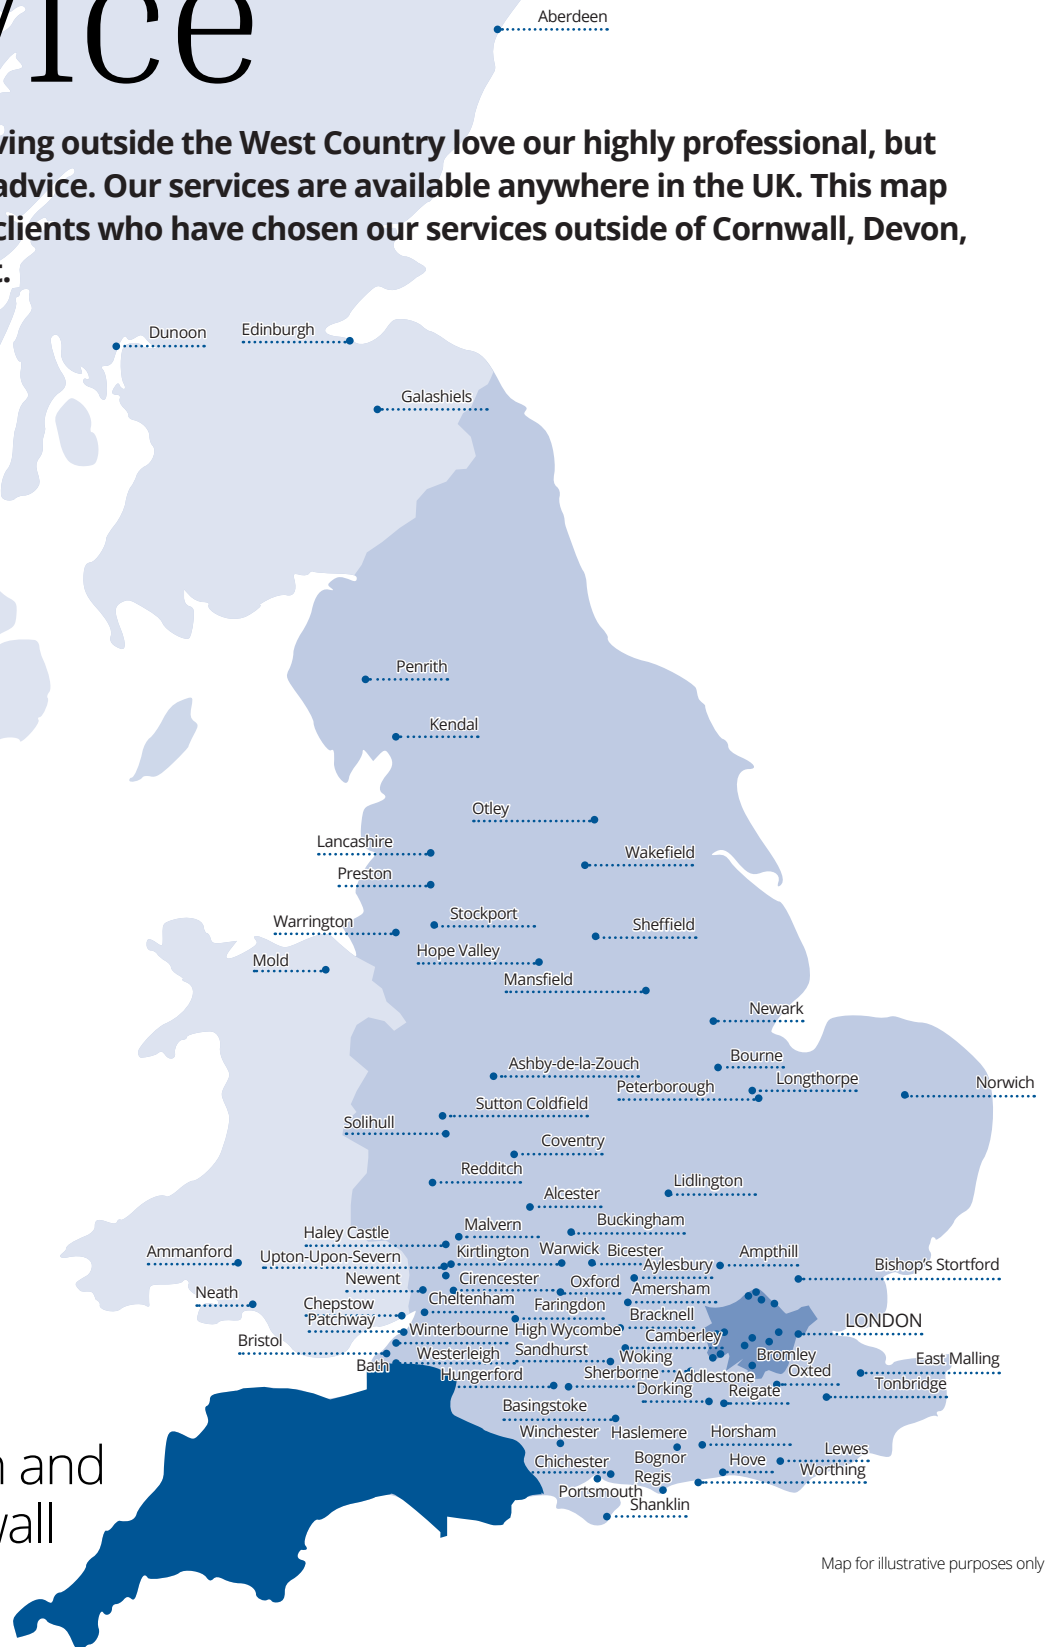 vice
Aberdeen
ving outside the West Country love our highly professional, but
advice. Our services are available anywhere in the UK. This map
clients who have chosen our services outside of Cornwall, Devon,
t.
Dunoon
Edinburgh
Galashiels
Penrith
Kendal
Otley
Lancashire
Wakefield
Preston
Stockport
Warrington
Sheffield
Hope Valley
Mold
Mansfield
Newark
Bourne
Ashby-de-la-Zouch
Longthorpe
Peterborough
Norwich
Sutton Coldfield
Solihull
Coventry
Redditch
Lidlington
Alcester
Buckingham
Malvern
Haley Castle
Kirtlington
Warwick
Bicester
Ampthill
Ammanford
Upton-Upon-Severn
Aylesbury
Bishop's Stortford
Newent
Cirencester
Oxford
Amersham
Neath
Chepstow
Cheltenham
Faringdon
Bracknell
Patchway
Winterbourne
High Wycombe
LONDON
Bristol
Camberley
Westerleigh
Sandhurst
Woking
Bromley
East Malling
Bath
Hungerford
Sherborne
Addlestone
Oxted
Dorking
Reigate
Tonbridge
Basingstoke
Winchester
Haslemere
Horsham
Lewes
Chichester
Bognor
Regis
Hove
Worthing
Portsmouth
Shanklin
n and
wall
Map for illustrative purposes only